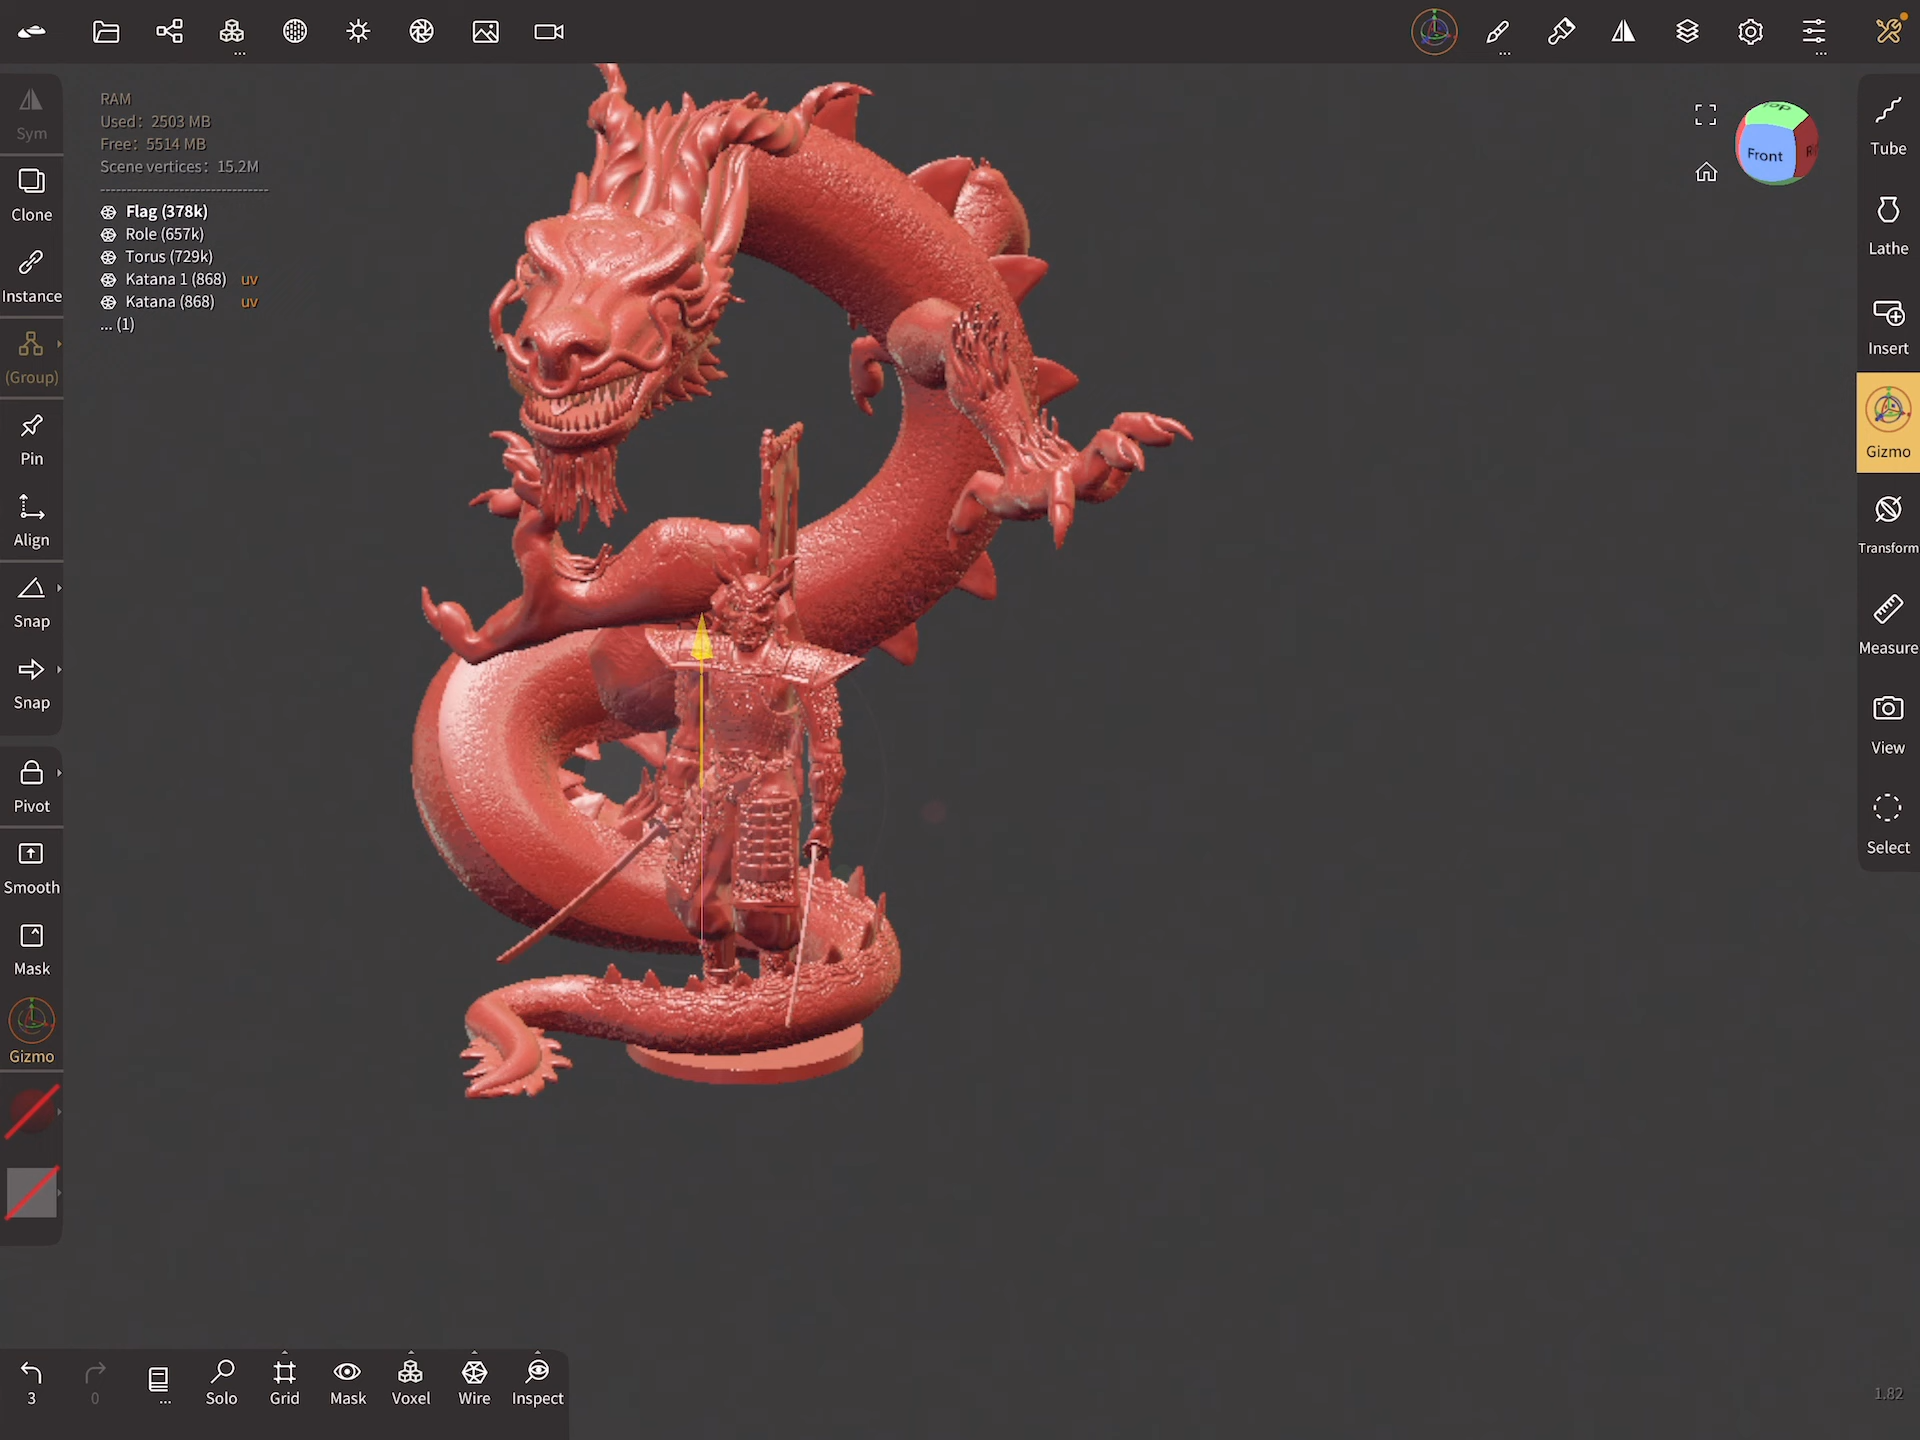 RAM
Used: 2503 MB
Free: 5514 MB
Scene vertices: 15.2M
--------------------------------
Flag (378k)
Role (657k)
Torus (729k)
Katana 1 (868) uv
Katana (868) uv
... (1)
Sym
Clone
Instance
(Group)
Pin
Align
Snap
Snap
Pivot
Smooth
Mask
Gizmo
Top
Front
R
Tube
Lathe
Insert
Gizmo
Transform
Measure
View
Select
3
0
...
Solo
Grid
Mask
Voxel
Wire
Inspect
1.82